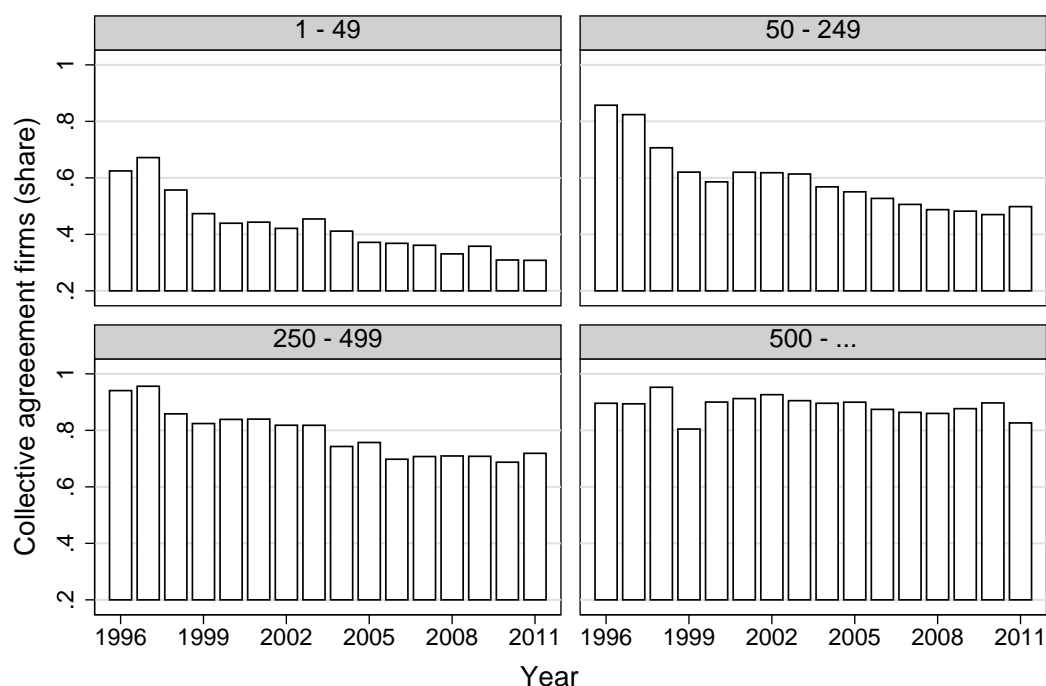 1 - 49
50 - 249
1
.8
.6
.4
.2
250 - 499
500 - ...
1
.8
.6
.4
.2
Collective agreeement firms (share)
1996 1999 2002 2005 2008 2011
1996 1999 2002 2005 2008 2011
Year